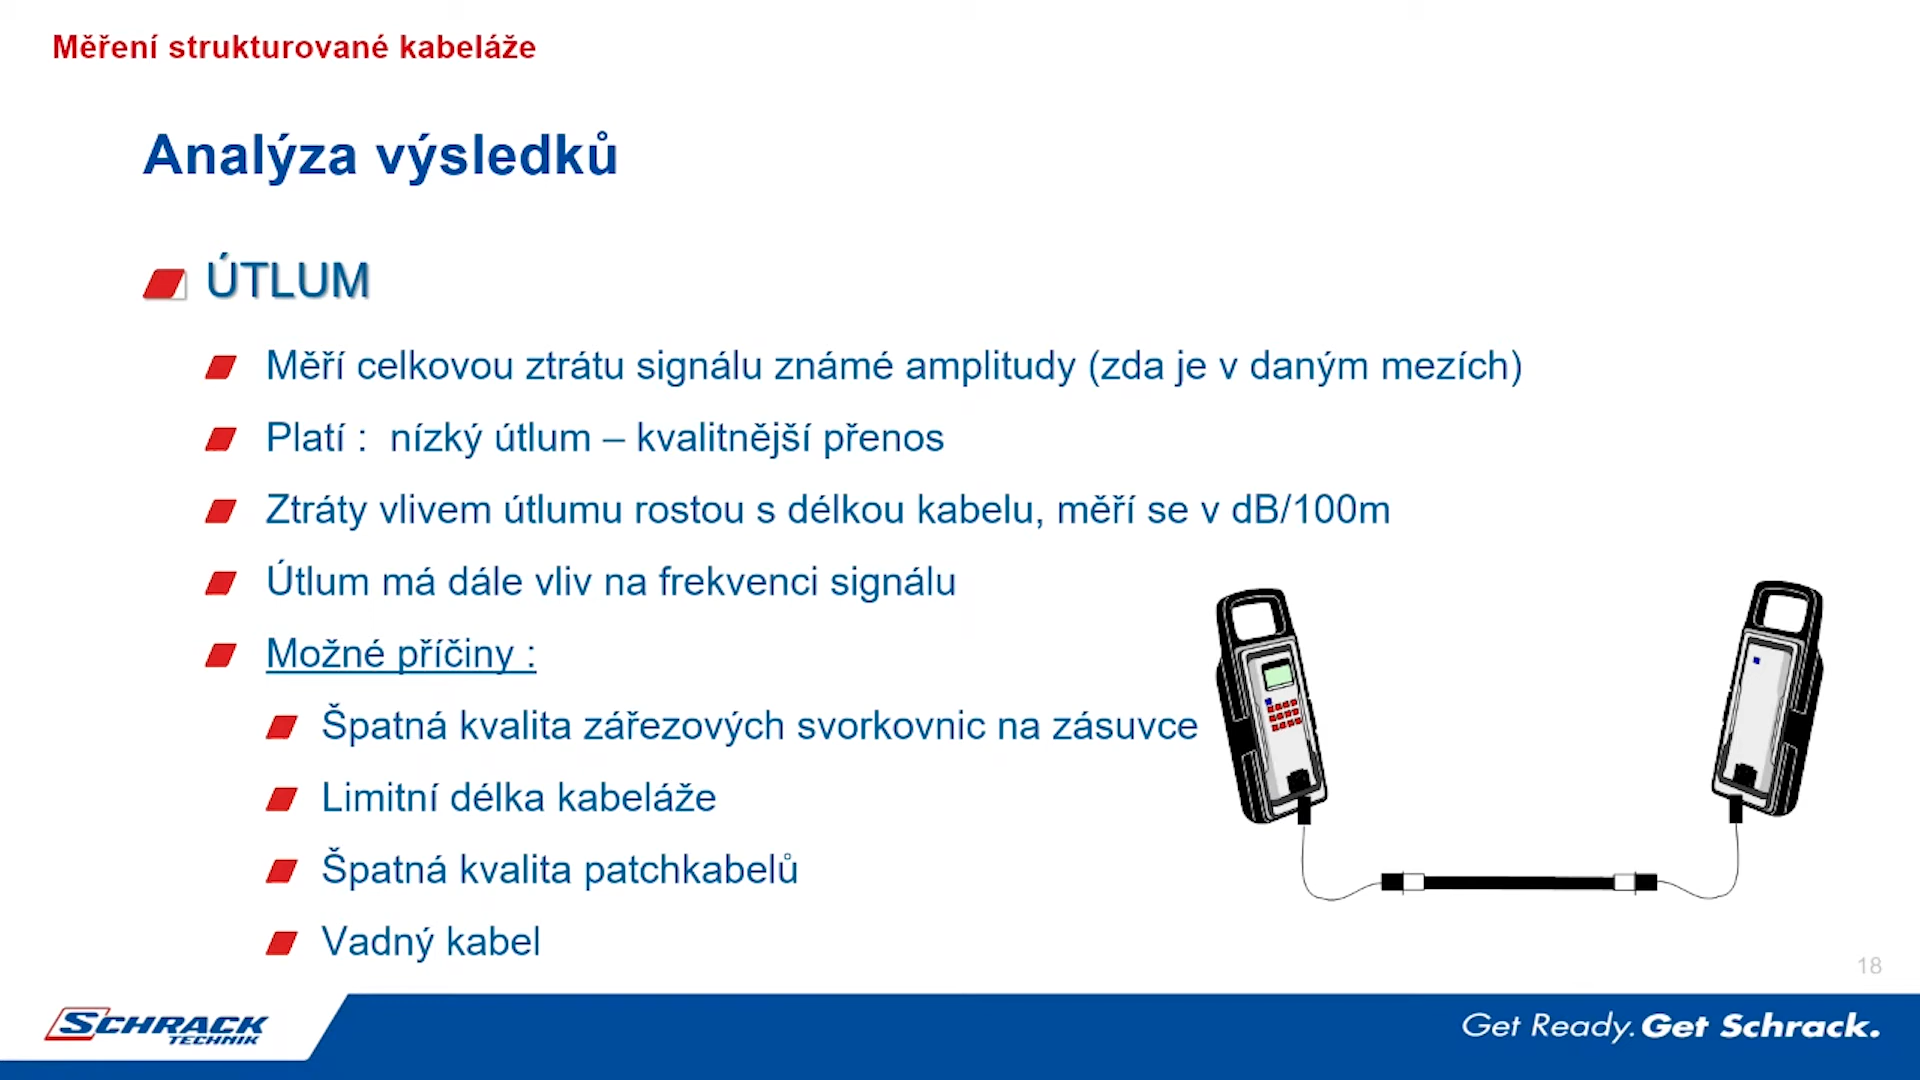 Měření strukturované kabeláže
Analýza výsledků
ÚTLUM
Měří celkovou ztrátu signálu známé amplitudy (zda je v daným mezích)
Platí :  nízký útlum – kvalitnější přenos
Ztráty vlivem útlumu rostou s délkou kabelu, měří se v dB/100m
Útlum má dále vliv na frekvenci signálu
Možné příčiny :
Špatná kvalita zářezových svorkovnic na zásuvce
Limitní délka kabeláže
Špatná kvalita patchkabelů
Vadný kabel
18
SCHRACK
TECHNIK
Get Ready. Get Schrack.